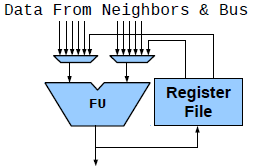 Data From Neighbors & Bus
FU
Register
File